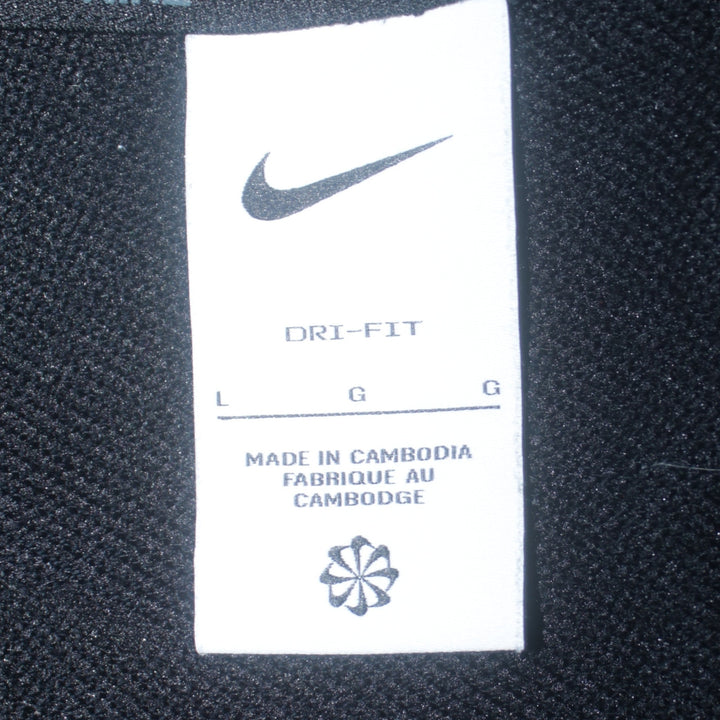 DRI-FIT
L G G
MADE IN CAMBODIA
FABRIQUE AU
CAMBODGE